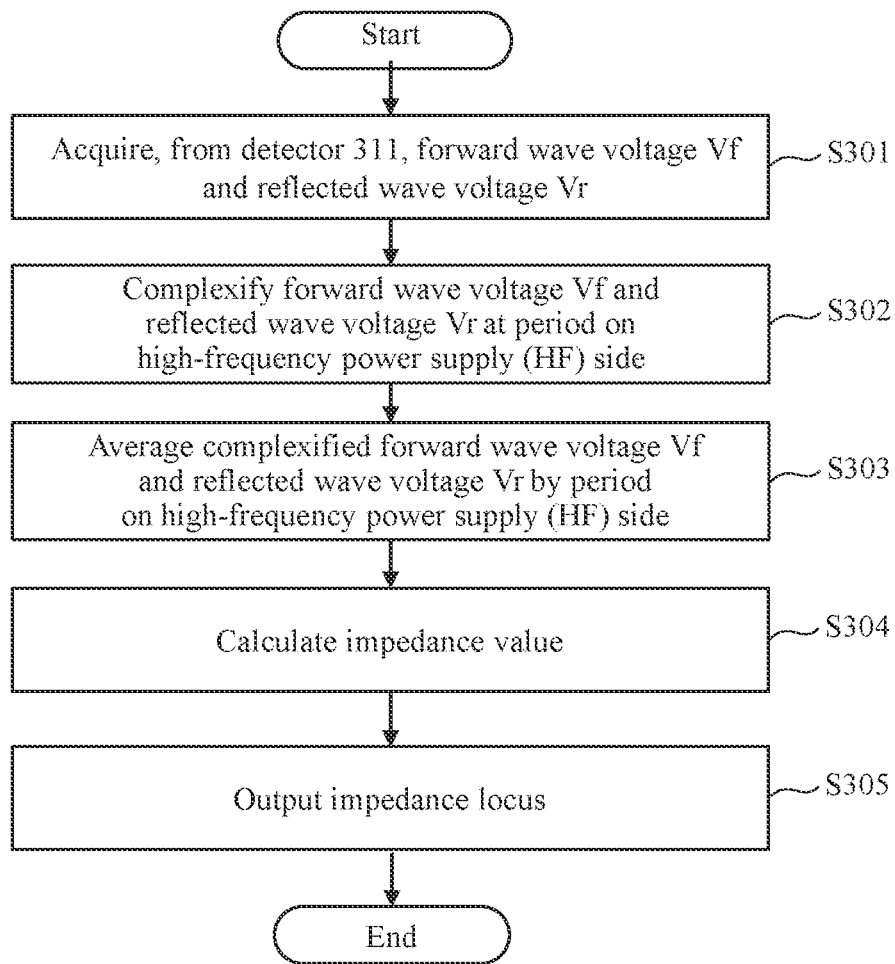 Start
Acquire, from detector 311, forward wave voltage Vf
and reflected wave voltage Vr
S301
Complexify forward wave voltage Vf and
reflected wave voltage Vr at period on
high-frequency power supply (HF) side
S302
Average complexified forward wave voltage Vf
and reflected wave voltage Vr by period
on high-frequency power supply (HF) side
S303
Calculate impedance value
S304
Output impedance locus
S305
End